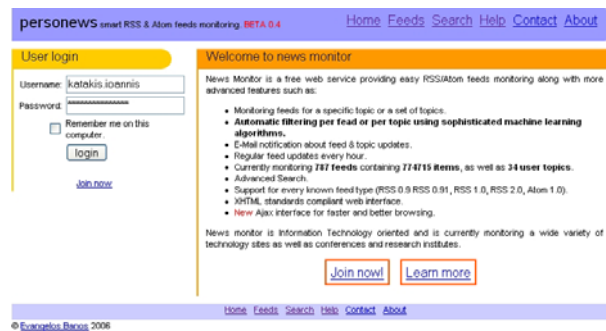 personews smart RSS & Atom feeds monitoring. BETA 0.4
Home Feeds Search Help Contact About
User login
Username: katakis.ioannis
Password: ****************
Remember me on this
computer.
login
Join now
Welcome to news monitor
News Monitor is a free web service providing easy RSS/Atom feeds monitoring along with more
advanced features such as:
• Monitoring feeds for a specific topic or a set of topics.
• Automatic filtering per fead or per topic using sophisticated machine learning
algorithms.
• E-Mail notification about feed & topic updates.
• Regular feed updates every hour.
• Currently monitoring 787 feeds containing 774715 items, as well as 34 user topics.
• Advanced Search.
• Support for every known feed type (RSS 0.9 RSS 0.91, RSS 1.0, RSS 2.0, Atom 1.0).
• XHTML standards compliant web interface.
• New Ajax interface for faster and better browsing.
News monitor is Information Technology oriented and is currently monitoring a wide variety of
technology sites as well as conferences and research institutes.
Join now! Learn more
Home Feeds Search Help Contact About
© Evangelos Banos 2006